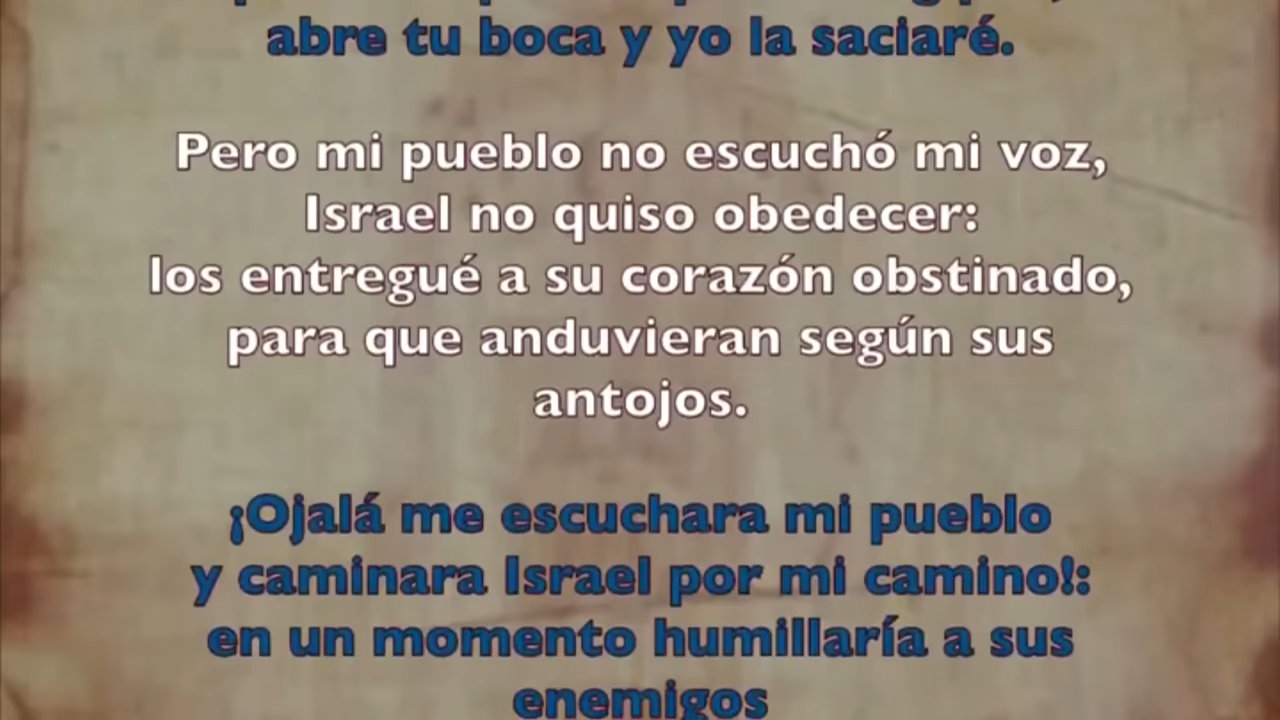 abre tu boca y yo la saciaré.
Pero mi pueblo no escuchó mi voz,
Israel no quiso obedecer:
los entregué a su corazón obstinado,
para que anduvieran según sus
antojos.
¡Ojalá me escuchara mi pueblo
y caminara Israel por mi camino!:
en un momento humillaría a sus
enemigos